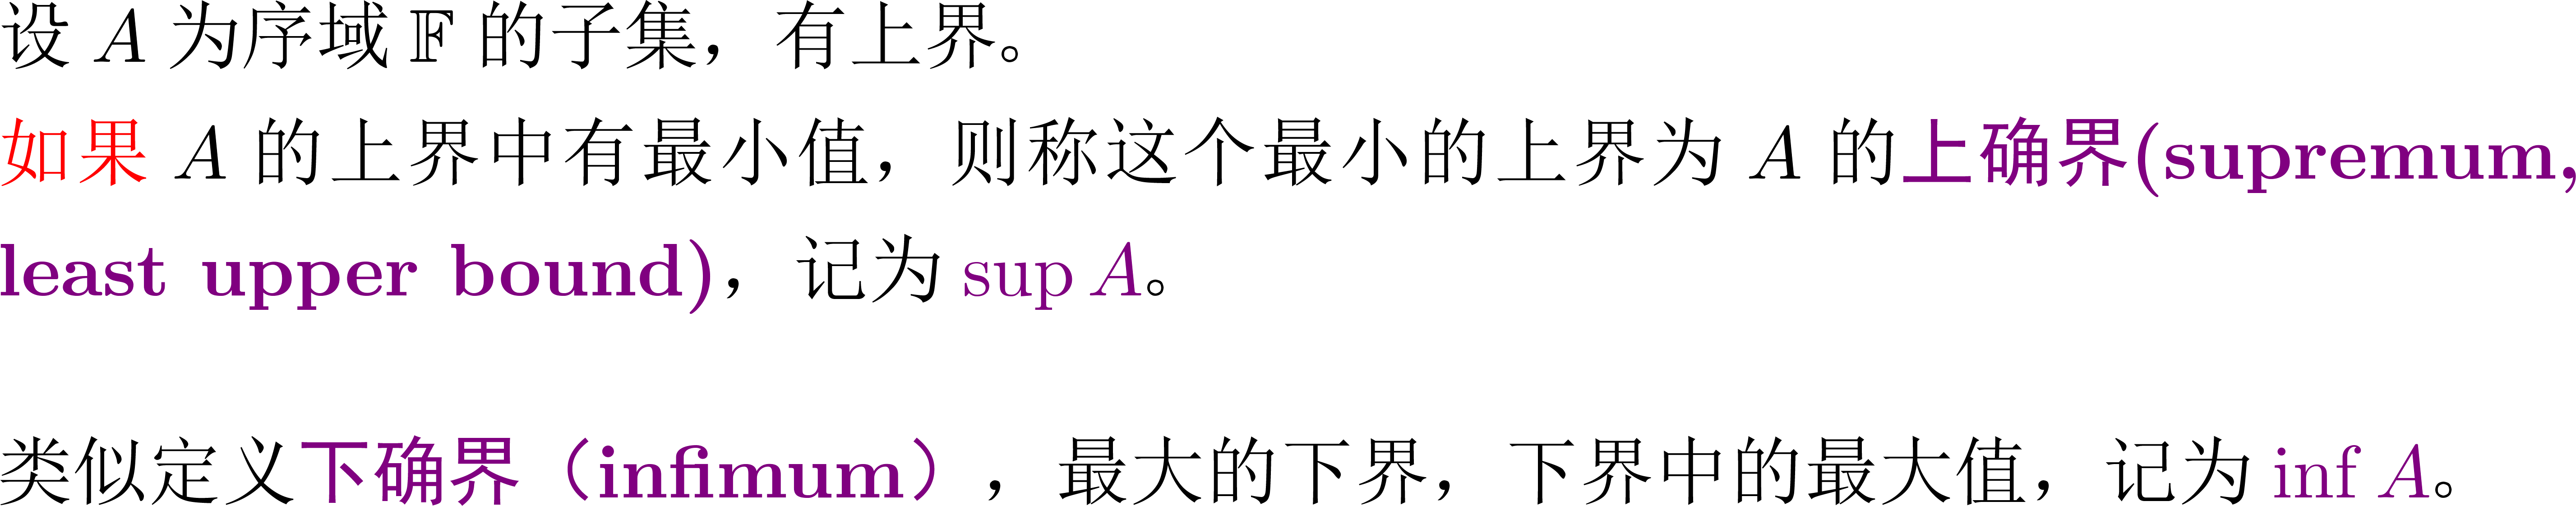 设 A 为序域 𝔽 的子集，有上界。
如果 A 的上界中有最小值，则称这个最小的上界为 A 的上确界(supremum,
least upper bound)，记为 sup A。
类似定义下确界（infimum），最大的下界，下界中的最大值，记为 inf A。